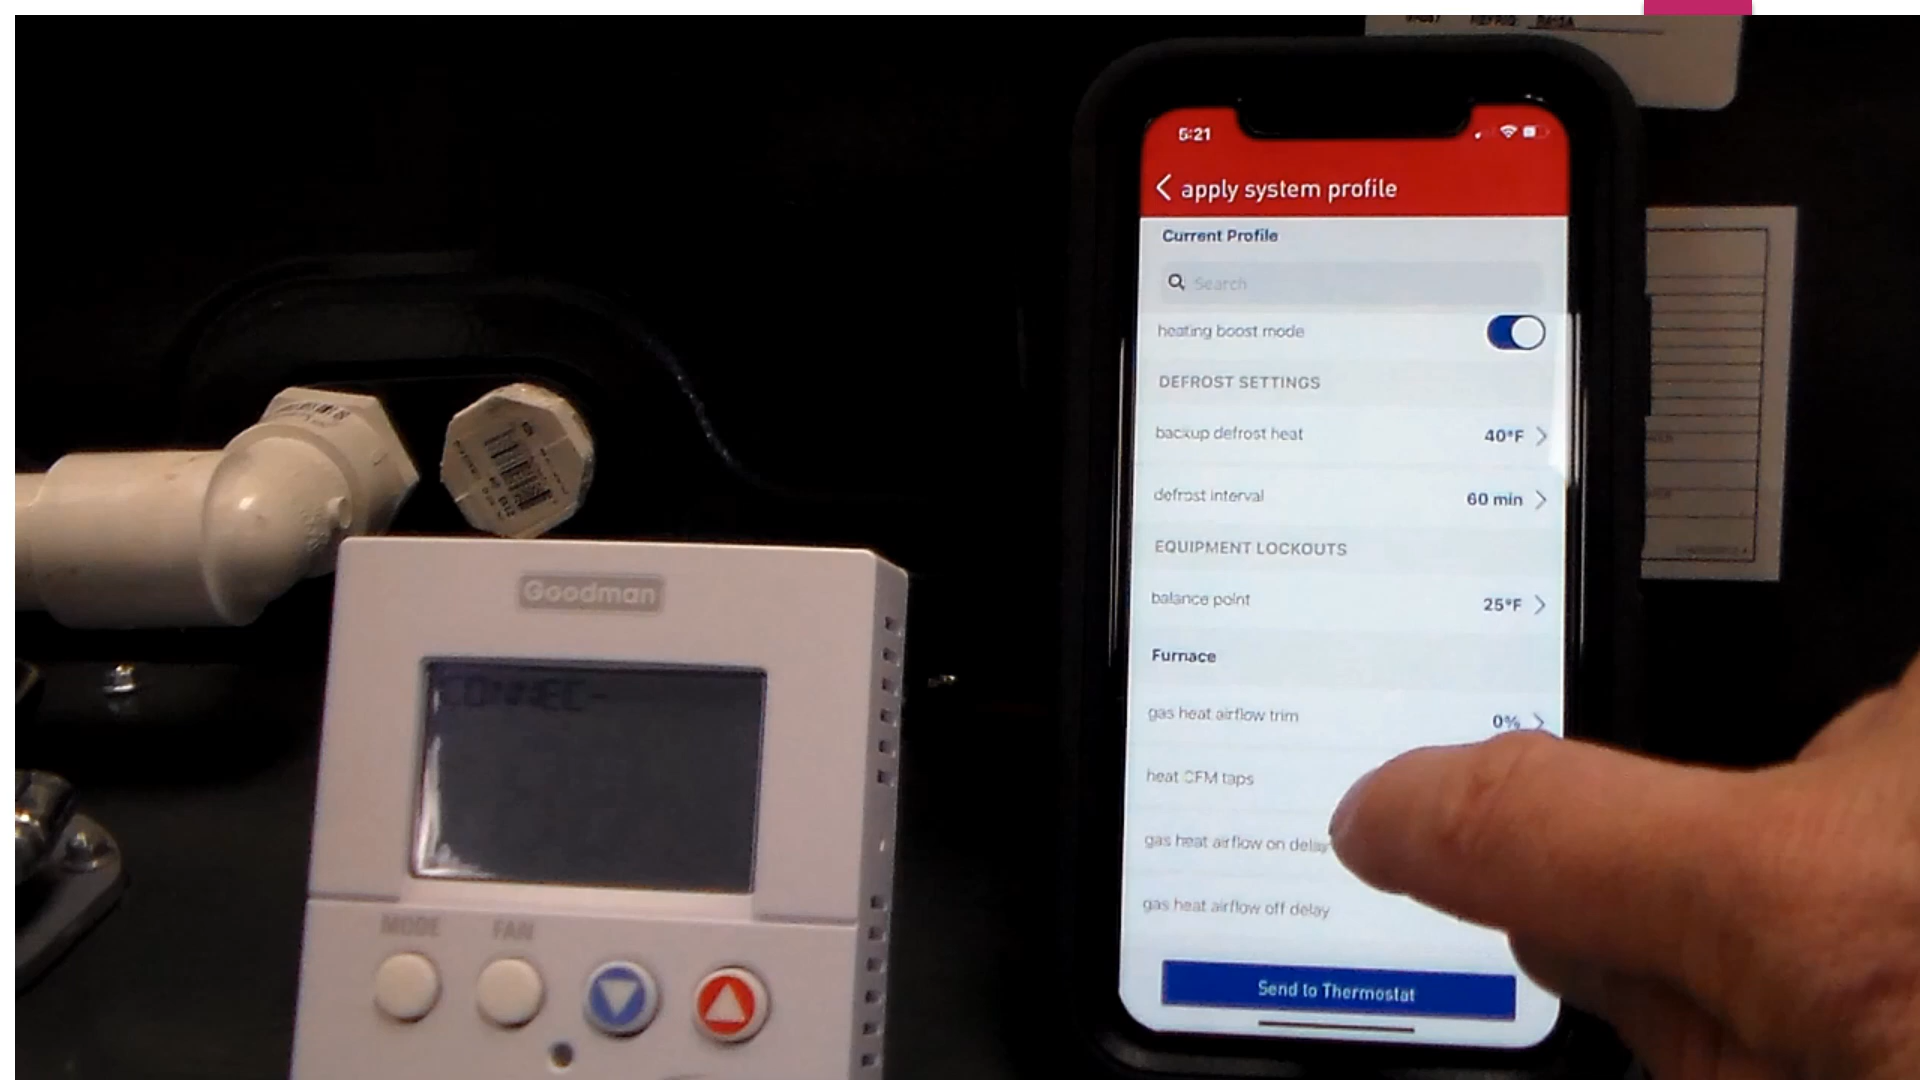 5:21
apply system profile
Current Profile
Search
heating boost mode
DEFROST SETTINGS
backup defrost heat
40°F
defrost interval
60 min
EQUIPMENT LOCKOUTS
balance point
25°F
Furnace
gas heat airflow trim
0%
heat CFM taps
gas heat airflow on delay
gas heat airflow off delay
Send to Thermostat
Goodman
CONNEC-
MODE FAN